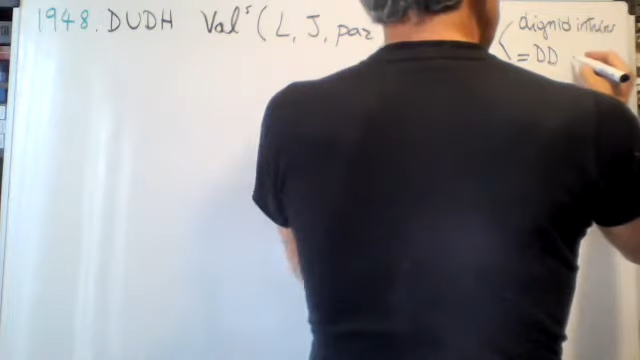 1948. DUDH Valˢ ( L, J, paz
dignid intrins
= DD